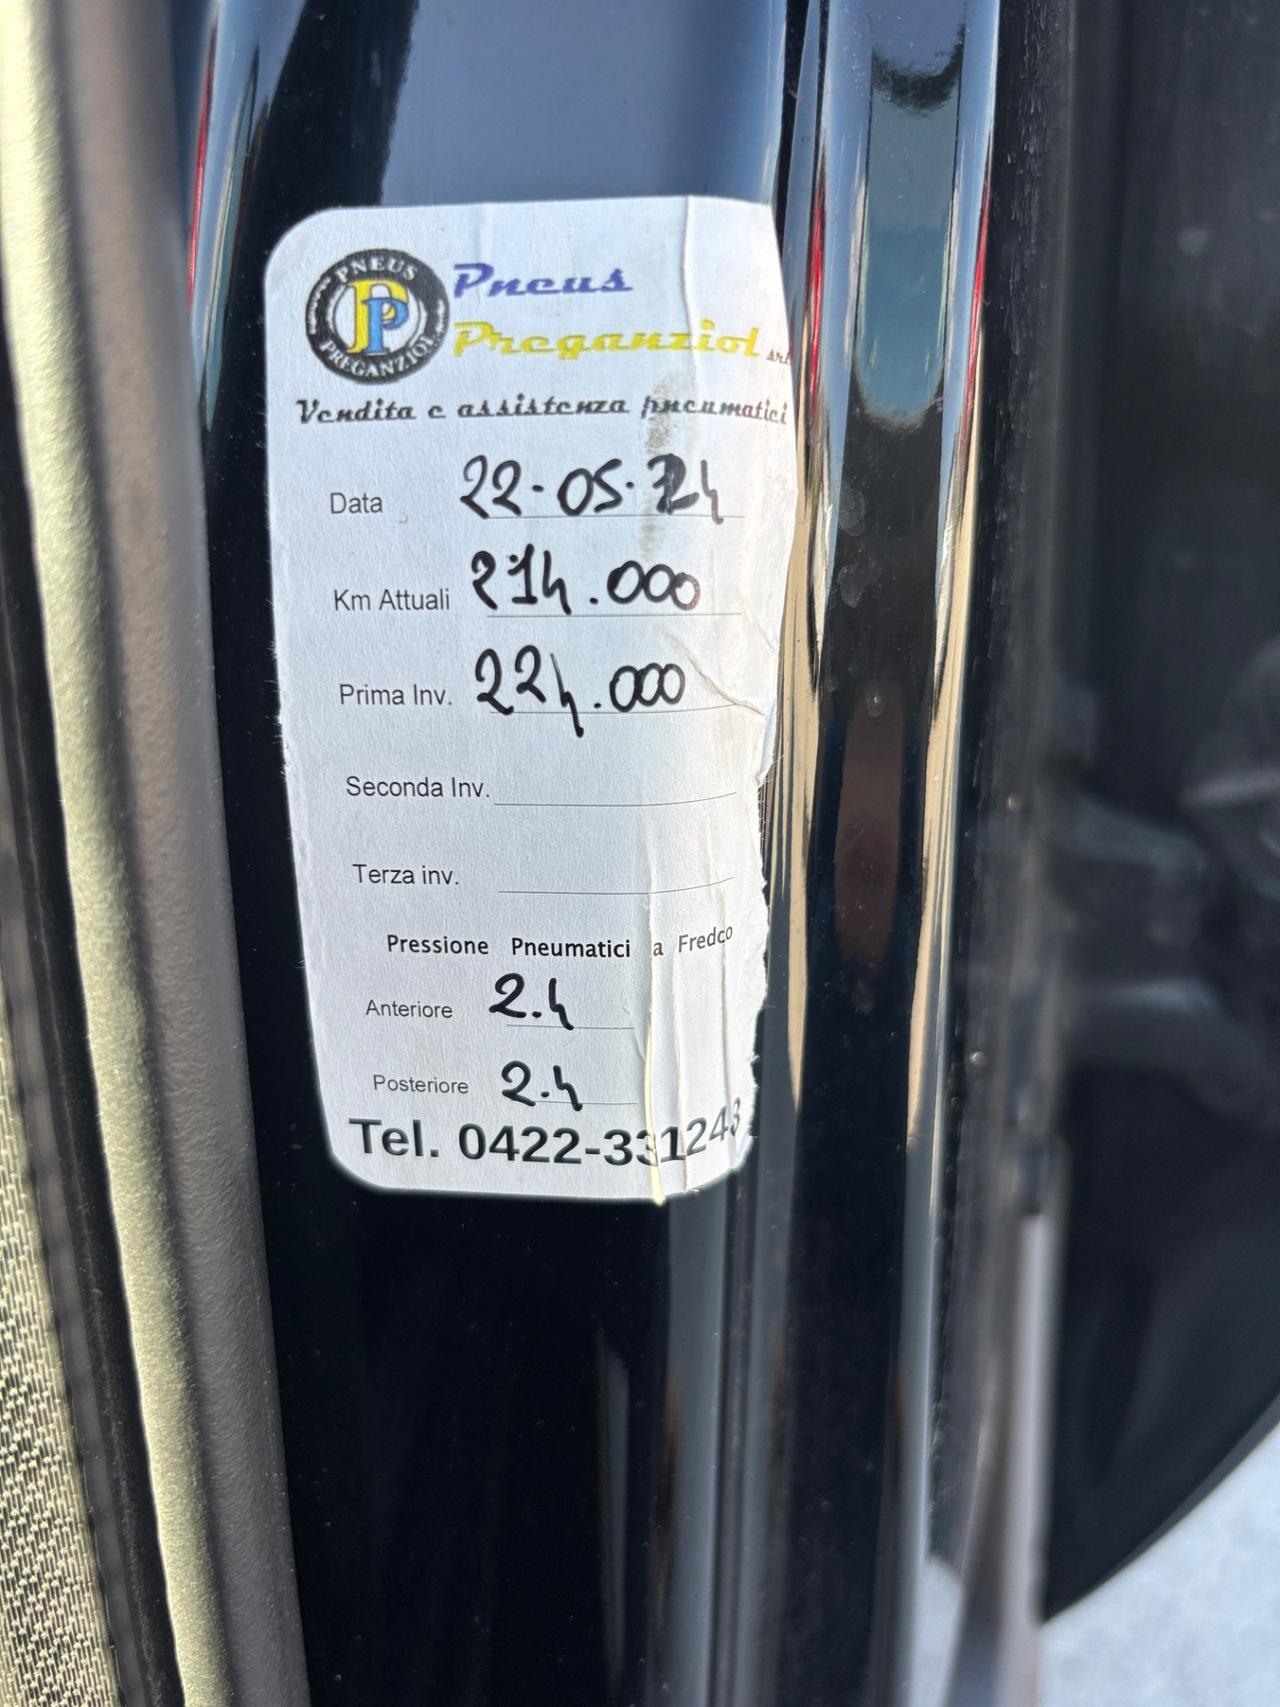 PNEUS
PREGANZIOL
Pneus
Preganziol srl
Vendita e assistenza pneumatici
Data 22-05-24
Km Attuali 214.000
Prima Inv. 224.000
Seconda Inv.
Terza inv.
Pressione Pneumatici a Fredco
Anteriore 2.4
Posteriore 2.4
Tel. 0422-331243